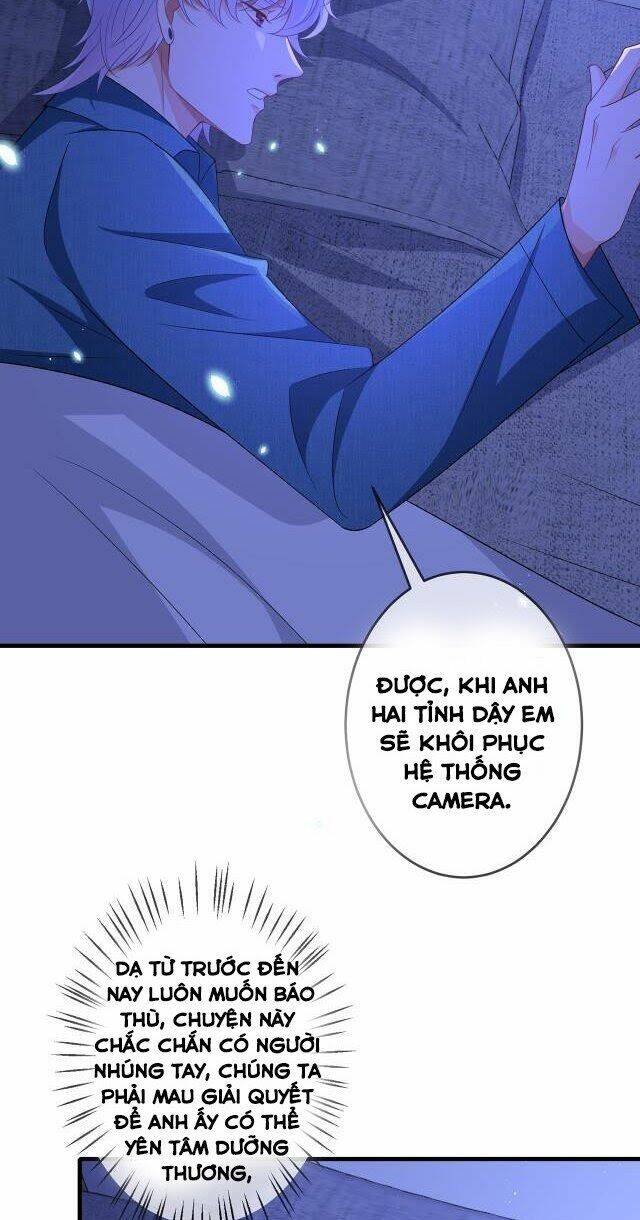 ĐƯỢC, KHI ANH
HAI TỈNH DẬY EM
SẼ KHÔI PHỤC
HỆ THỐNG
CAMERA.
DẠ TỪ TRƯỚC ĐẾN
NAY LUÔN MUỐN BÁO
THÙ, CHUYỆN NÀY
CHẮC CHẮN CÓ NGƯỜI
NHÚNG TAY, CHÚNG TA
PHẢI MAU GIẢI QUYẾT
ĐỂ ANH ẤY CÓ THỂ
YÊN TÂM DƯỠNG
THƯƠNG,